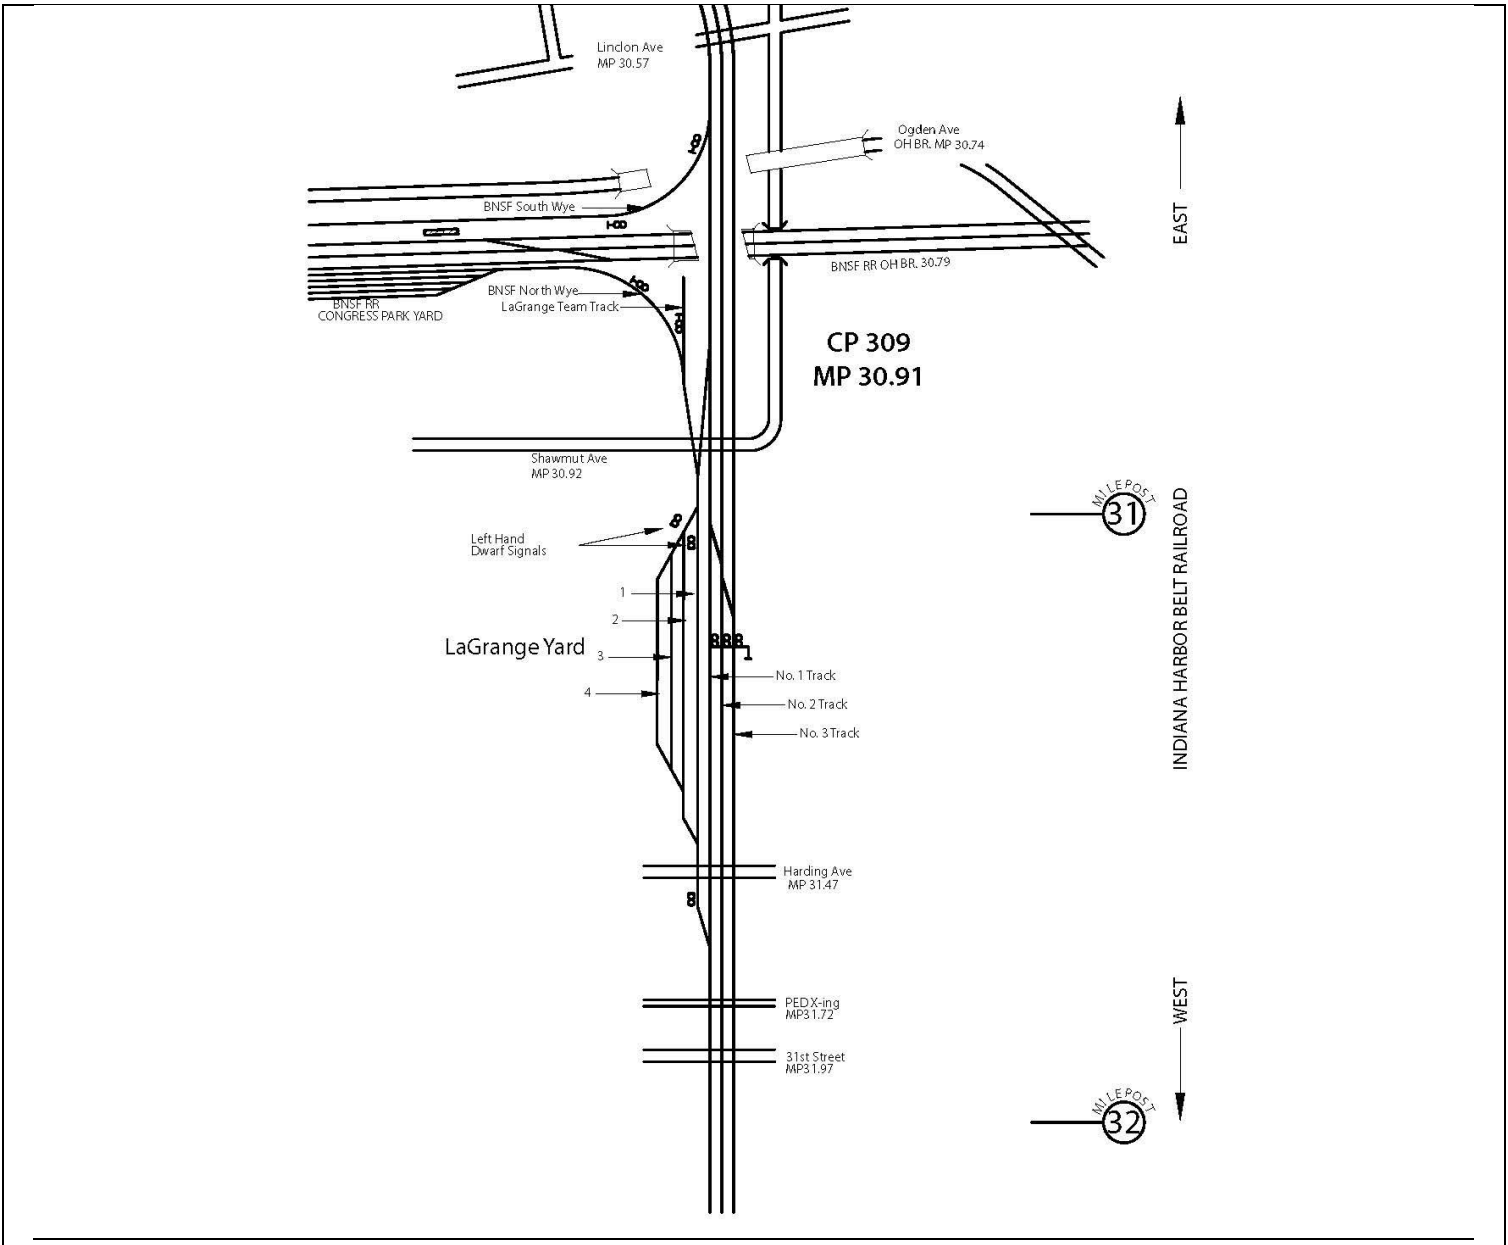 Linclon Ave
MP 30.57
Ogden Ave
OH BR. MP 30.74
EAST
BNSF South Wye
BNSF RR OH BR. 30.79
BNSF North Wye
LaGrange Team Track
BNSF RR
CONGRESS PARK YARD
CP 309
MP 30.91
Shawmut Ave
MP 30.92
MILEPOST
31
INDIANA HARBOR BELT RAILROAD
Left Hand
Dwarf Signals
1
2
LaGrange Yard
3
4
No. 1 Track
No. 2 Track
No. 3 Track
Harding Ave
MP 31.47
WEST
PED X-ing
MP31.72
31st Street
MP31.97
MILEPOST
32